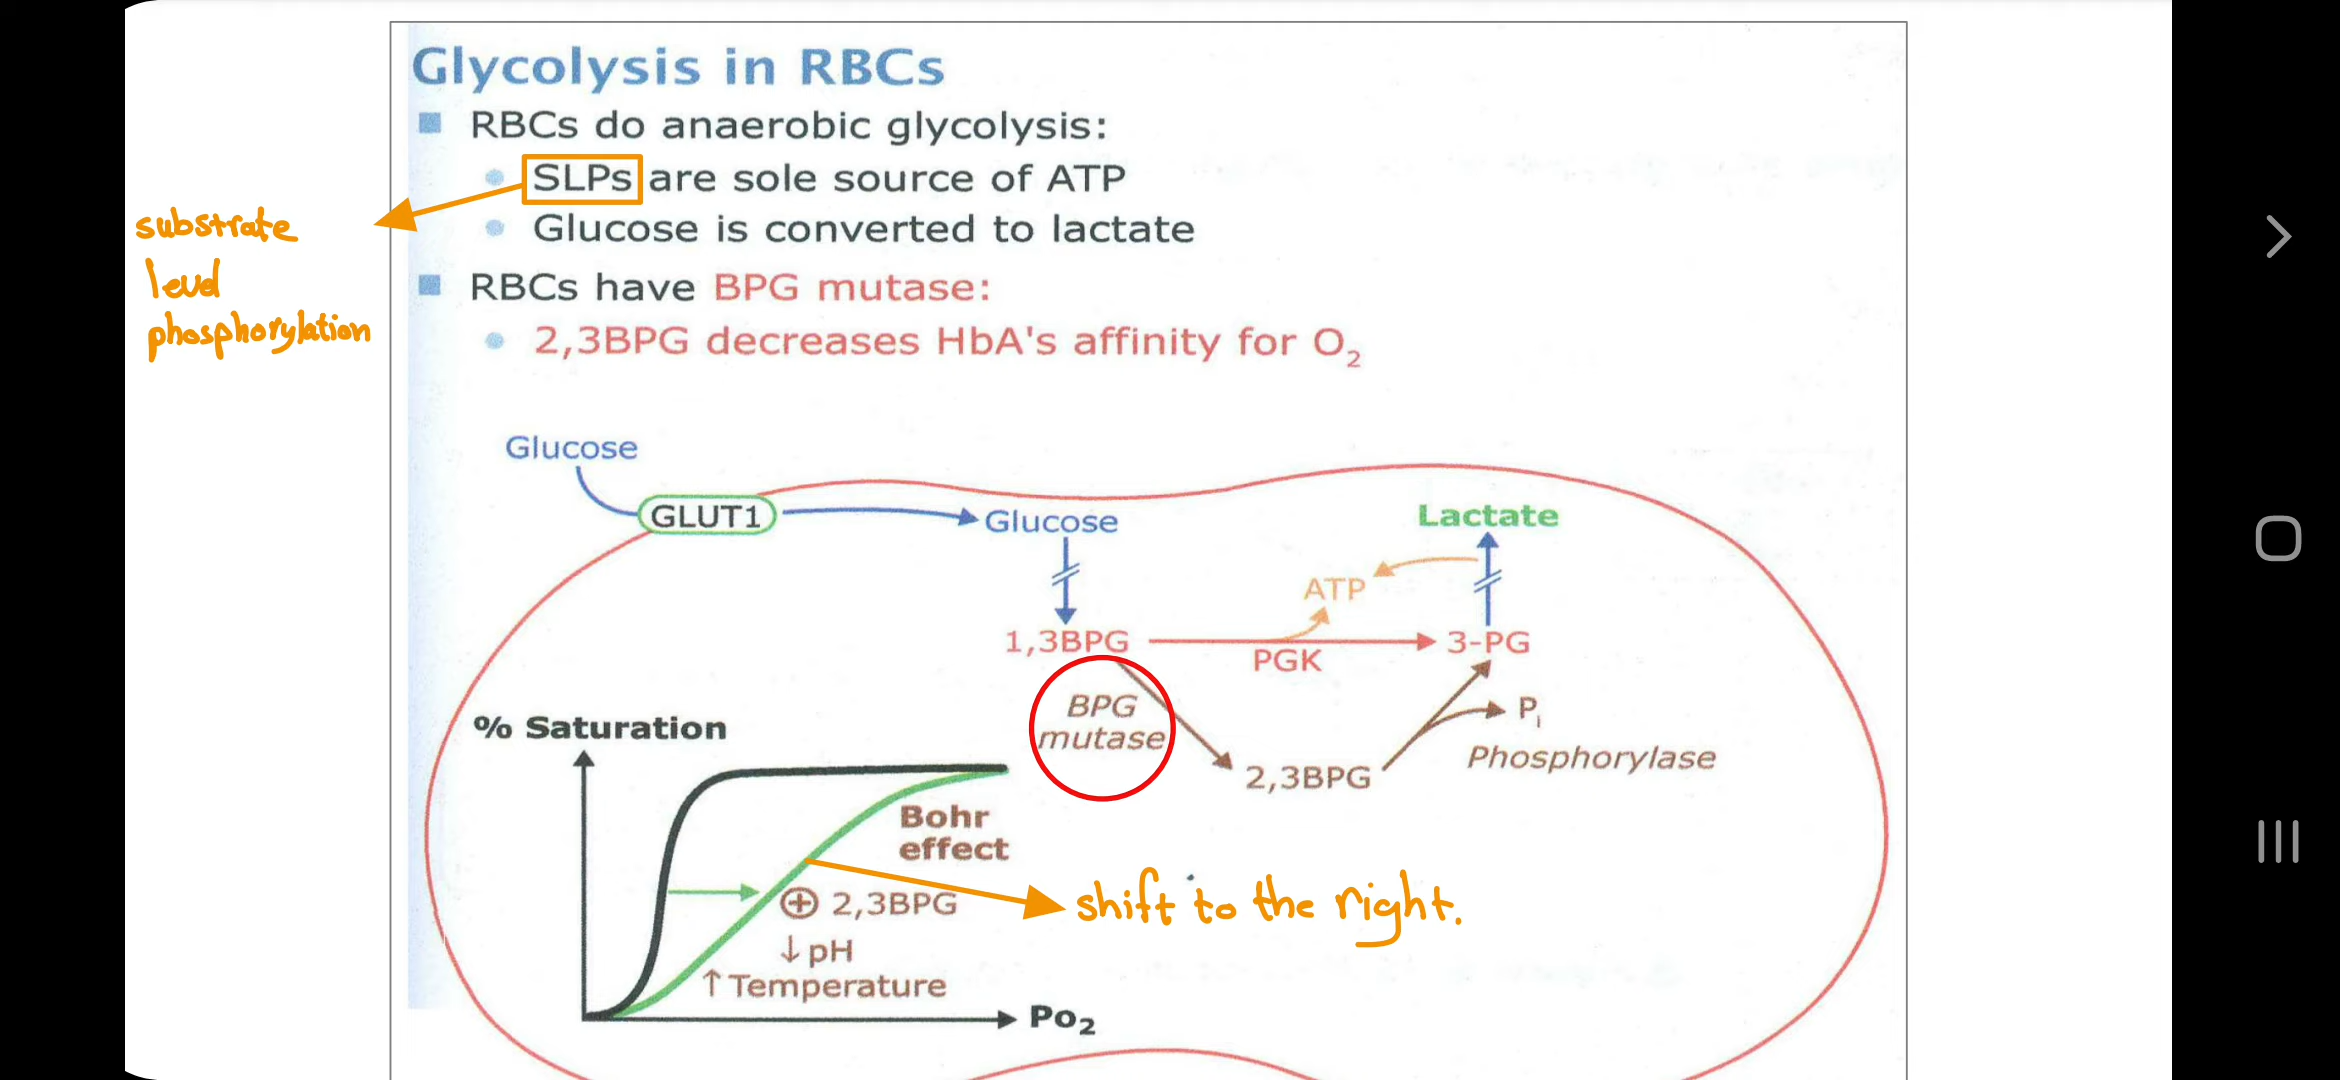 Glycolysis in RBCs
RBCs do anaerobic glycolysis:
SLPs are sole source of ATP
Glucose is converted to lactate
RBCs have BPG mutase:
2,3BPG decreases HbA's affinity for O₂
substrate
level
phosphorylation
Glucose
GLUT1
Glucose
Lactate
ATP
1,3BPG
PGK
3-PG
BPG
mutase
2,3BPG
Pi
Phosphorylase
% Saturation
Bohr
effect
⊕ 2,3BPG
↓ pH
↑ Temperature
Po₂
shift to the right.